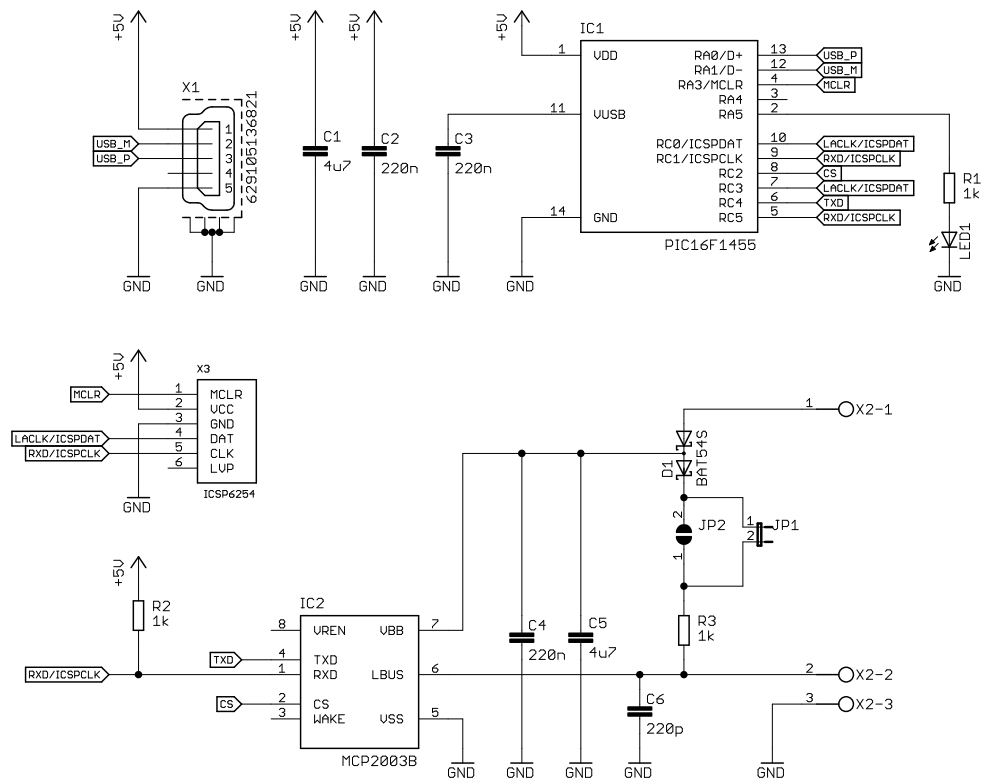 +5V
X1
USB_M
USB_P
1
2
3
4
5
629105136821
GND
GND
+5V
C1
4u7
GND
+5V
C2
220n
GND
C3
220n
GND
+5V
IC1
1 VDD
11 VUSB
14 GND
GND
RA0/D+ 13 USB_P
RA1/D- 12 USB_M
RA3/MCLR 4 MCLR
RA4 3
RA5 2
RC0/ICSPDAT 10 LACLK/ICSPDAT
RC1/ICSPCLK 9 RXD/ICSPCLK
RC2 8 CS
RC3 7 LACLK/ICSPDAT
RC4 6 TXD
RC5 5 RXD/ICSPCLK
PIC16F1455
R1
1k
LED1
GND
+5V
X3
MCLR 1 MCLR
2 VCC
3 GND
LACLK/ICSPDAT 4 DAT
RXD/ICSPCLK 5 CLK
6 LVP
ICSP6254
GND
1 X2-1
D1
BAT54S
2
JP2
1
1
2
JP1
R3
1k
+5V
R2
1k
RXD/ICSPCLK
IC2
8 VREN
TXD 4 TXD
1 RXD
CS 2 CS
3 WAKE
VBB 7
LBUS 6
VSS 5
MCP2003B
GND
C4
220n
GND
C5
4u7
GND
C6
220p
GND
2 X2-2
3 X2-3
GND